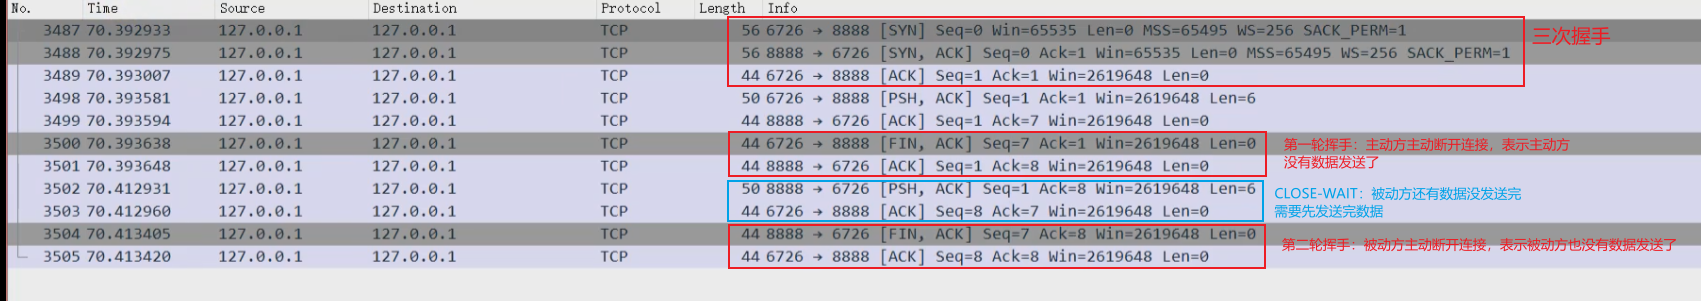 No. Time Source Destination Protocol Length Info
3487 70.392933 127.0.0.1 127.0.0.1 TCP 56 6726 → 8888 [SYN] Seq=0 Win=65535 Len=0 MSS=65495 WS=256 SACK_PERM=1
三次握手
3488 70.392975 127.0.0.1 127.0.0.1 TCP 56 8888 → 6726 [SYN, ACK] Seq=0 Ack=1 Win=65535 Len=0 MSS=65495 WS=256 SACK_PERM=1
3489 70.393007 127.0.0.1 127.0.0.1 TCP 44 6726 → 8888 [ACK] Seq=1 Ack=1 Win=2619648 Len=0
3498 70.393581 127.0.0.1 127.0.0.1 TCP 50 6726 → 8888 [PSH, ACK] Seq=1 Ack=1 Win=2619648 Len=6
3499 70.393594 127.0.0.1 127.0.0.1 TCP 44 8888 → 6726 [ACK] Seq=1 Ack=7 Win=2619648 Len=0
3500 70.393638 127.0.0.1 127.0.0.1 TCP 44 6726 → 8888 [FIN, ACK] Seq=7 Ack=1 Win=2619648 Len=0
第一轮挥手：主动方主动断开连接，表示主动方
没有数据发送了
3501 70.393648 127.0.0.1 127.0.0.1 TCP 44 8888 → 6726 [ACK] Seq=1 Ack=8 Win=2619648 Len=0
3502 70.412931 127.0.0.1 127.0.0.1 TCP 50 8888 → 6726 [PSH, ACK] Seq=1 Ack=8 Win=2619648 Len=6
CLOSE-WAIT：被动方还有数据没发送完
需要先发送完数据
3503 70.412960 127.0.0.1 127.0.0.1 TCP 44 6726 → 8888 [ACK] Seq=8 Ack=7 Win=2619648 Len=0
3504 70.413405 127.0.0.1 127.0.0.1 TCP 44 8888 → 6726 [FIN, ACK] Seq=7 Ack=8 Win=2619648 Len=0
第二轮挥手：被动方主动断开连接，表示被动方也没有数据发送了
3505 70.413420 127.0.0.1 127.0.0.1 TCP 44 6726 → 8888 [ACK] Seq=8 Ack=8 Win=2619648 Len=0